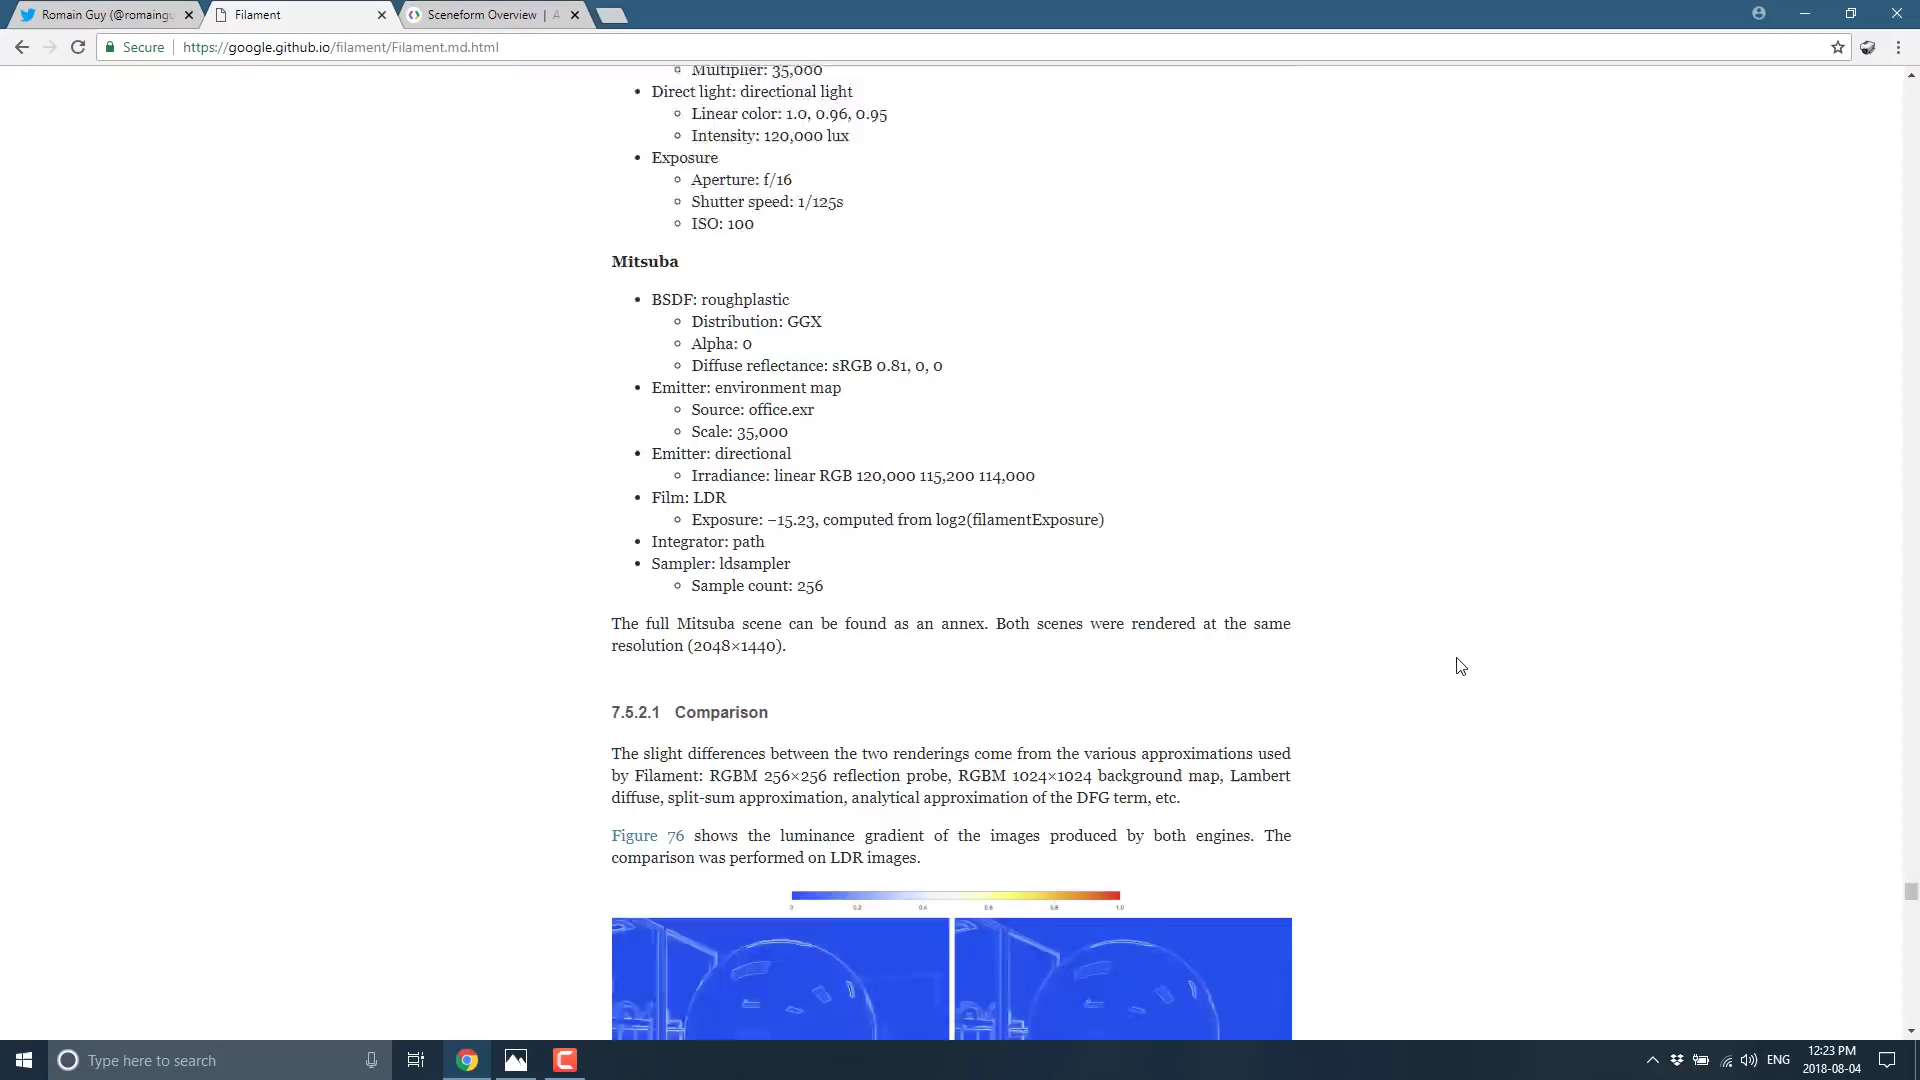 Romain Guy (@romaingu
Filament
Sceneform Overview | A
Secure
https://google.github.io/filament/Filament.md.html
Multiplier: 35,000
Direct light: directional light
Linear color: 1.0, 0.96, 0.95
Intensity: 120,000 lux
Exposure
Aperture: f/16
Shutter speed: 1/125s
ISO: 100
Mitsuba
BSDF: roughplastic
Distribution: GGX
Alpha: 0
Diffuse reflectance: sRGB 0.81, 0, 0
Emitter: environment map
Source: office.exr
Scale: 35,000
Emitter: directional
Irradiance: linear RGB 120,000 115,200 114,000
Film: LDR
Exposure: −15.23, computed from log2(filamentExposure)
Integrator: path
Sampler: ldsampler
Sample count: 256
The full Mitsuba scene can be found as an annex. Both scenes were rendered at the same
resolution (2048×1440).
7.5.2.1 Comparison
The slight differences between the two renderings come from the various approximations used
by Filament: RGBM 256×256 reflection probe, RGBM 1024×1024 background map, Lambert
diffuse, split-sum approximation, analytical approximation of the DFG term, etc.
Figure 76 shows the luminance gradient of the images produced by both engines. The
comparison was performed on LDR images.
0 0.2 0.4 0.6 0.8 1.0
Type here to search
ENG
12:23 PM
2018-08-04